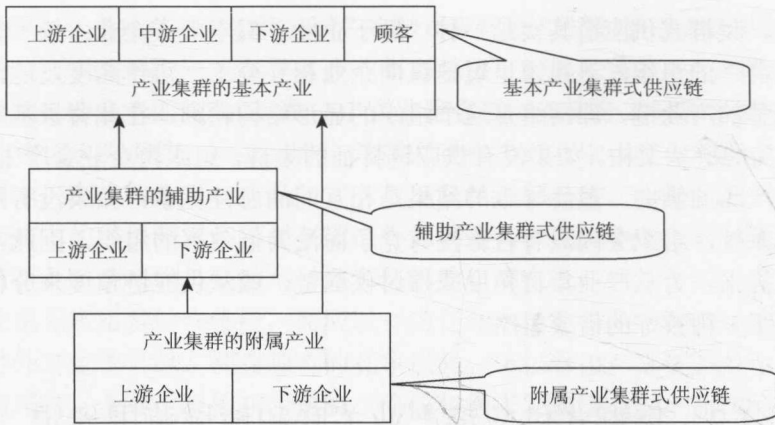 上游企业 中游企业 下游企业 顾客
产业集群的基本产业
基本产业集群式供应链
产业集群的辅助产业
上游企业 下游企业
辅助产业集群式供应链
产业集群的附属产业
上游企业 下游企业
附属产业集群式供应链